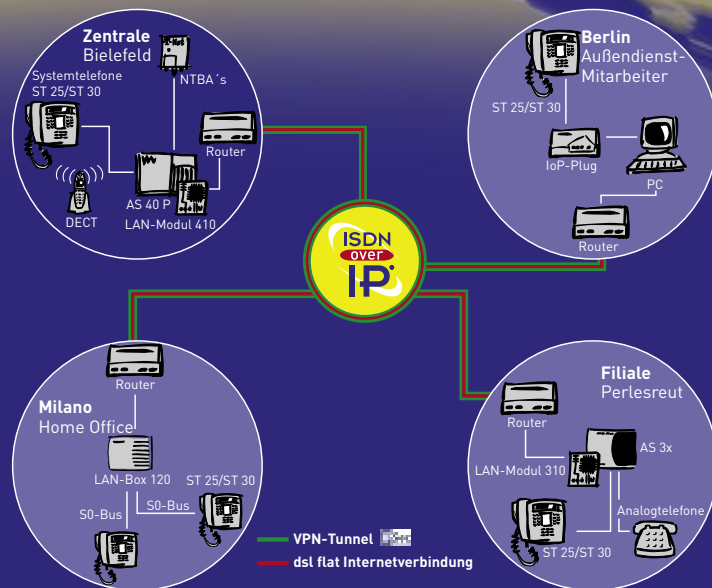 Zentrale
Bielefeld
Systemtelefone
ST 25/ST 30
NTBA´s
Router
AS 40 P
DECT
LAN-Modul 410
Berlin
Außendienst-
Mitarbeiter
ST 25/ST 30
IoP-Plug
PC
Router
ISDN
over
IP
Router
Milano
Home Office
LAN-Box 120
ST 25/ST 30
S0-Bus
S0-Bus
Filiale
Perlesreut
Router
AS 3x
LAN-Modul 310
Analogtelefone
ST 25/ST 30
VPN-Tunnel
dsl flat Internetverbindung